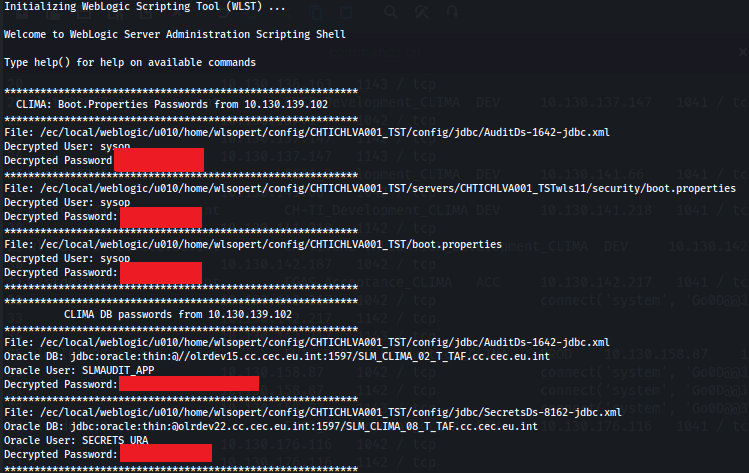 Initializing WebLogic Scripting Tool (WLST) ...
Welcome to WebLogic Server Administration Scripting Shell
Type help() for help on available commands
***********************************************************
CLIMA: Boot.Properties Passwords from 10.130.139.102
***********************************************************
File: /ec/local/weblogic/u010/home/wlsopert/config/CHTICHLVA001_TST/config/jdbc/AuditDs-1642-jdbc.xml
Decrypted User: sysop
Decrypted Password
***********************************************************
File: /ec/local/weblogic/u010/home/wlsopert/config/CHTICHLVA001_TST/servers/CHTICHLVA001_TSTwls11/security/boot.properties
Decrypted User: sysop
Decrypted Password:
***********************************************************
File: /ec/local/weblogic/u010/home/wlsopert/config/CHTICHLVA001_TST/boot.properties
Decrypted User: sysop
Decrypted Password:
***********************************************************
***********************************************************
CLIMA DB passwords from 10.130.139.102
***********************************************************
File: /ec/local/weblogic/u010/home/wlsopert/config/CHTICHLVA001_TST/config/jdbc/AuditDs-1642-jdbc.xml
Oracle DB: jdbc:oracle:thin:@//olrdev15.cc.cec.eu.int:1597/SLM_CLIMA_02_T_TAF.cc.cec.eu.int
Oracle User: SLMAUDIT_APP
Decrypted Password:
***********************************************************
File: /ec/local/weblogic/u010/home/wlsopert/config/CHTICHLVA001_TST/config/jdbc/SecretsDs-8162-jdbc.xml
Oracle DB: jdbc:oracle:thin:@olrdev22.cc.cec.eu.int:1597/SLM_CLIMA_08_T_TAF.cc.cec.eu.int
Oracle User: SECRETS_URA
Decrypted Password:
***********************************************************